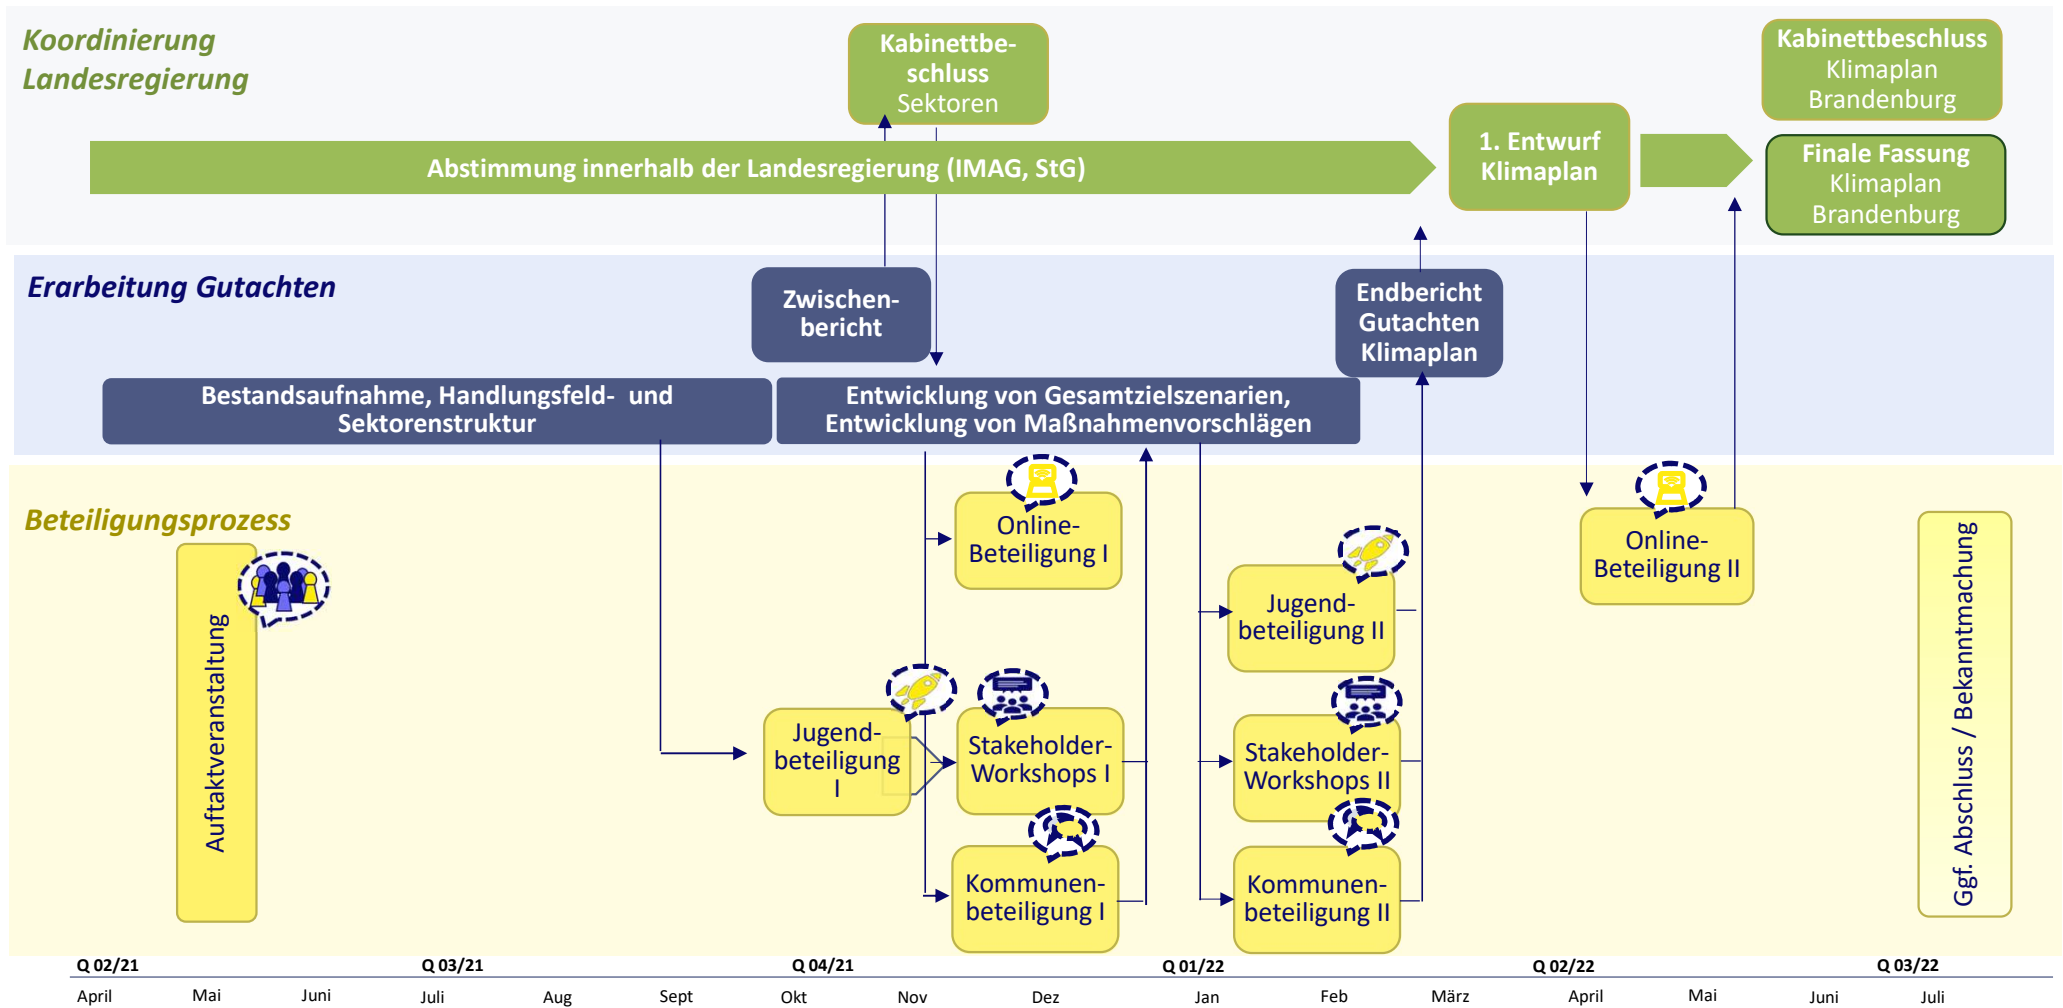 Koordinierung
Landesregierung
Kabinettbe-
schluss
Sektoren
Kabinettbeschluss
Klimaplan
Brandenburg
Abstimmung innerhalb der Landesregierung (IMAG, StG)
1. Entwurf
Klimaplan
Finale Fassung
Klimaplan
Brandenburg
Erarbeitung Gutachten
Zwischen-
bericht
Endbericht
Gutachten
Klimaplan
Bestandsaufnahme, Handlungsfeld- und
Sektorenstruktur
Entwicklung von Gesamtzielszenarien,
Entwicklung von Maßnahmenvorschlägen
Beteiligungsprozess
Auftaktveranstaltung
Online-
Beteiligung I
Jugend-
beteiligung
I
Stakeholder-
Workshops I
Kommunen-
beteiligung I
Jugend-
beteiligung II
Stakeholder-
Workshops II
Kommunen-
beteiligung II
Online-
Beteiligung II
Ggf. Abschluss / Bekanntmachung
Q 02/21 Q 03/21 Q 04/21 Q 01/22 Q 02/22 Q 03/22
April Mai Juni Juli Aug Sept Okt Nov Dez Jan Feb März April Mai Juni Juli